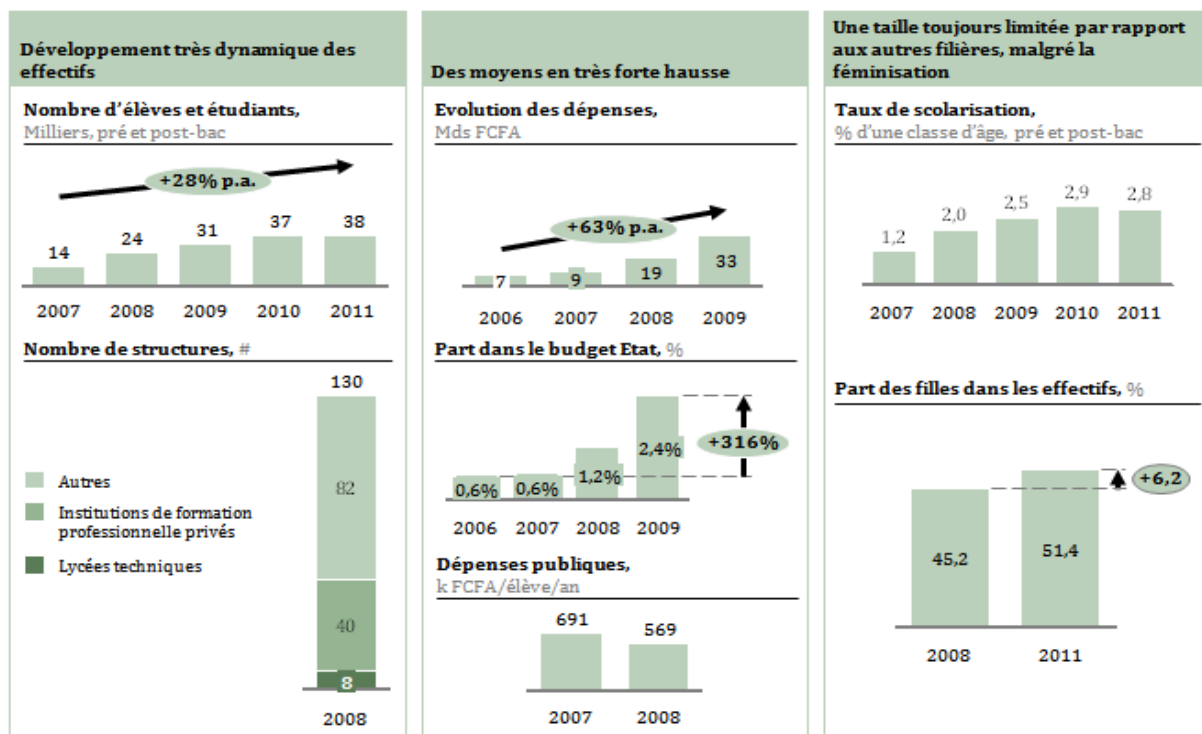 Développement très dynamique des
effectifs
Nombre d'élèves et étudiants,
Milliers, pré et post-bac
+28% p.a.
14
24
31
37
38
2007
2008
2009
2010
2011
Nombre de structures, #
130
82
40
8
Autres
Institutions de formation
professionnelle privés
Lycées techniques
2008
Des moyens en très forte hausse
Evolution des dépenses,
Mds FCFA
+63% p.a.
7
9
19
33
2006
2007
2008
2009
Part dans le budget Etat, %
+316%
0,6%
0,6%
1,2%
2,4%
2006
2007
2008
2009
Dépenses publiques,
k FCFA/élève/an
691
569
2007
2008
Une taille toujours limitée par rapport
aux autres filières, malgré la
féminisation
Taux de scolarisation,
% d'une classe d'âge, pré et post-bac
1,2
2,0
2,5
2,9
2,8
2007
2008
2009
2010
2011
Part des filles dans les effectifs, %
+6,2
45,2
51,4
2008
2011